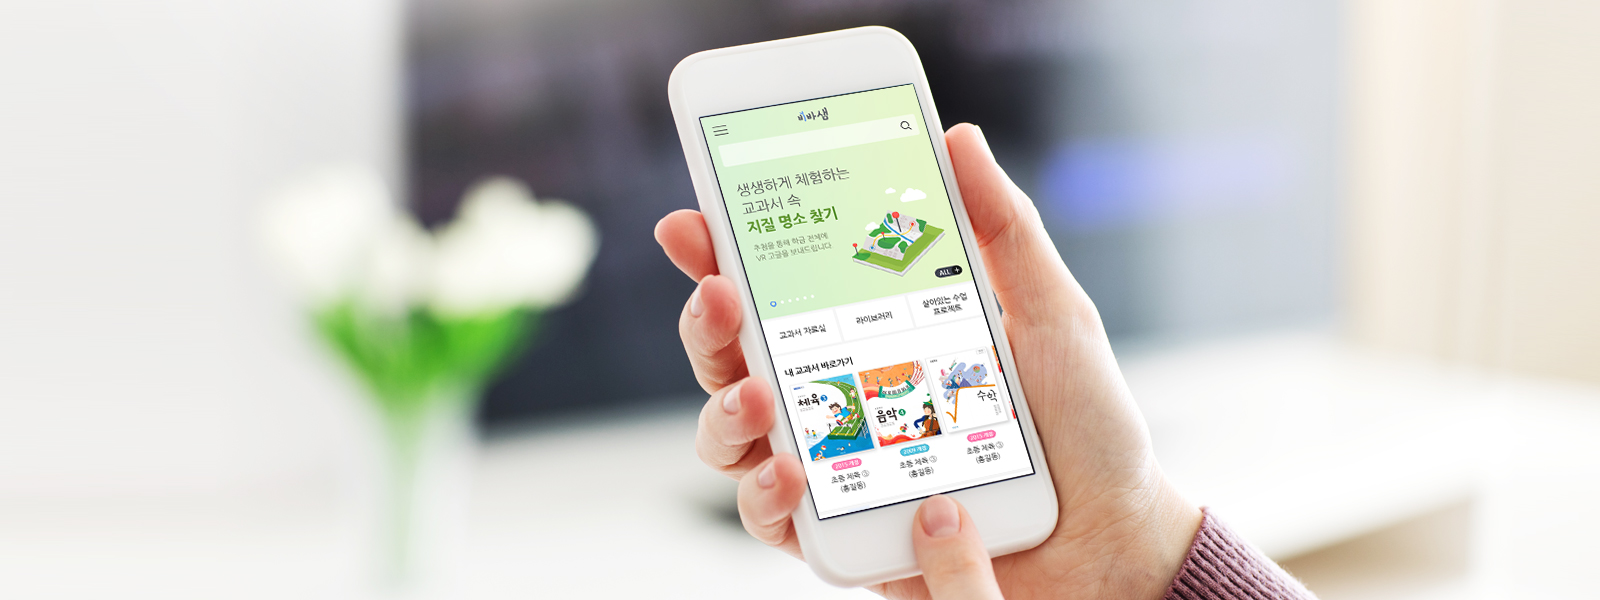 비바샘
생생하게 체험하는
교과서 속
지질 명소 찾기
추첨을 통해 학급 전체에
VR 고글을 보내드립니다
ALL +
교과서 자료실
라이브러리
살아있는 수업
프로젝트
내 교과서 바로가기
체육 3
음악 4
수학
2015 개정
초등 체육 ③
(홍길동)
2009 개정
초등 체육 ③
(홍길동)
2015 개정
초등 체육 ③
(홍길동)